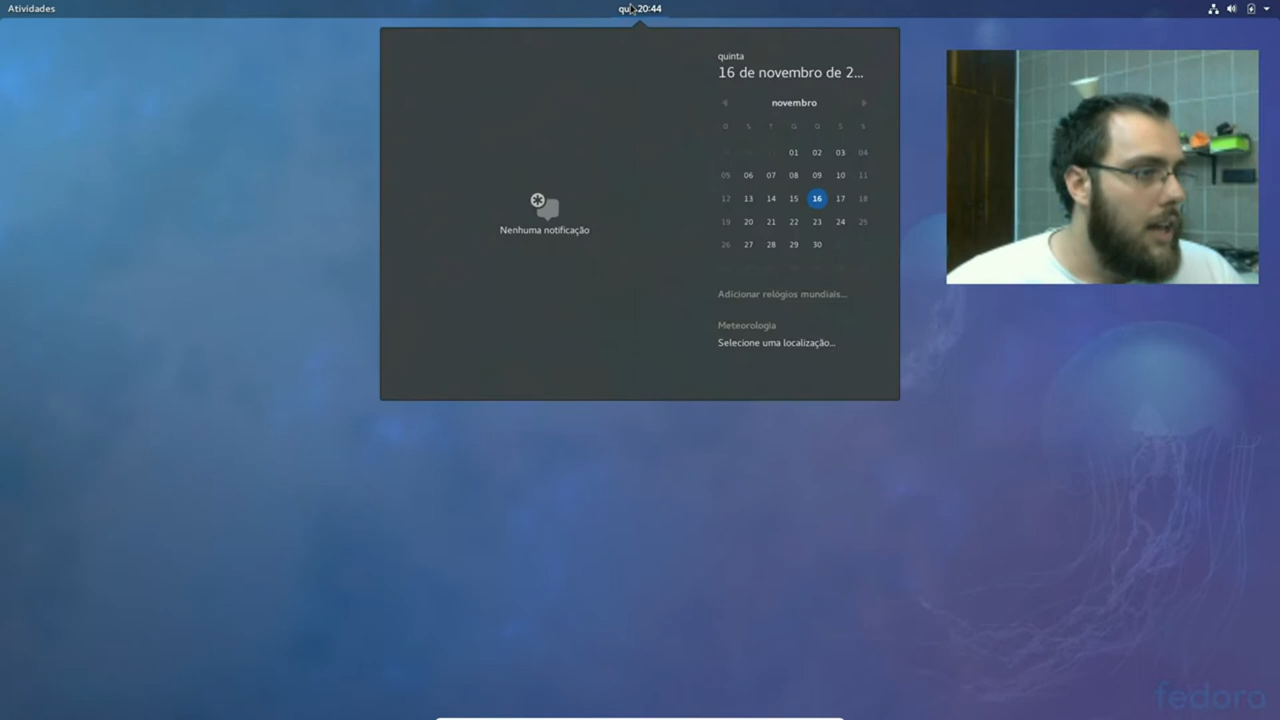 Atividades
20:44
quinta
16 de novembro de 2...
novembro
D S T Q Q S S
01 02 03 04
05 06 07 08 09 10 11
12 13 14 15 16 17 18
19 20 21 22 23 24 25
26 27 28 29 30
Nenhuma notificação
Adicionar relógios mundiais...
Meteorologia
Selecione uma localização...
fedora